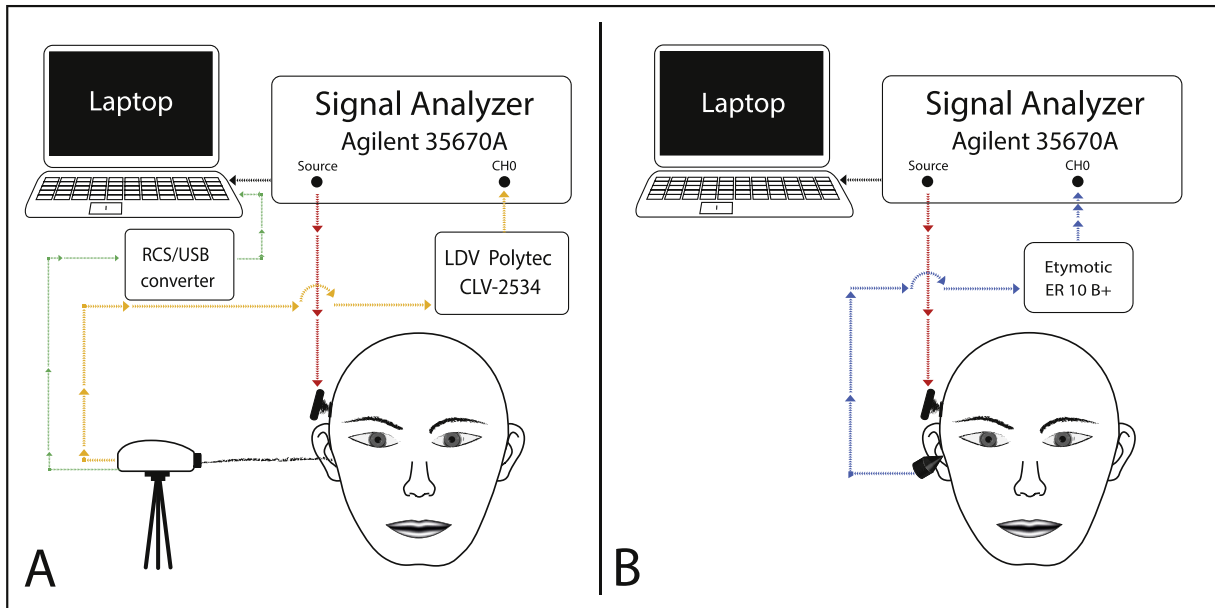 Laptop
Signal Analyzer
Agilent 35670A
Source
CH0
RCS/USB
converter
LDV Polytec
CLV-2534
A
Laptop
Signal Analyzer
Agilent 35670A
Source
CH0
Etymotic
ER 10 B+
B